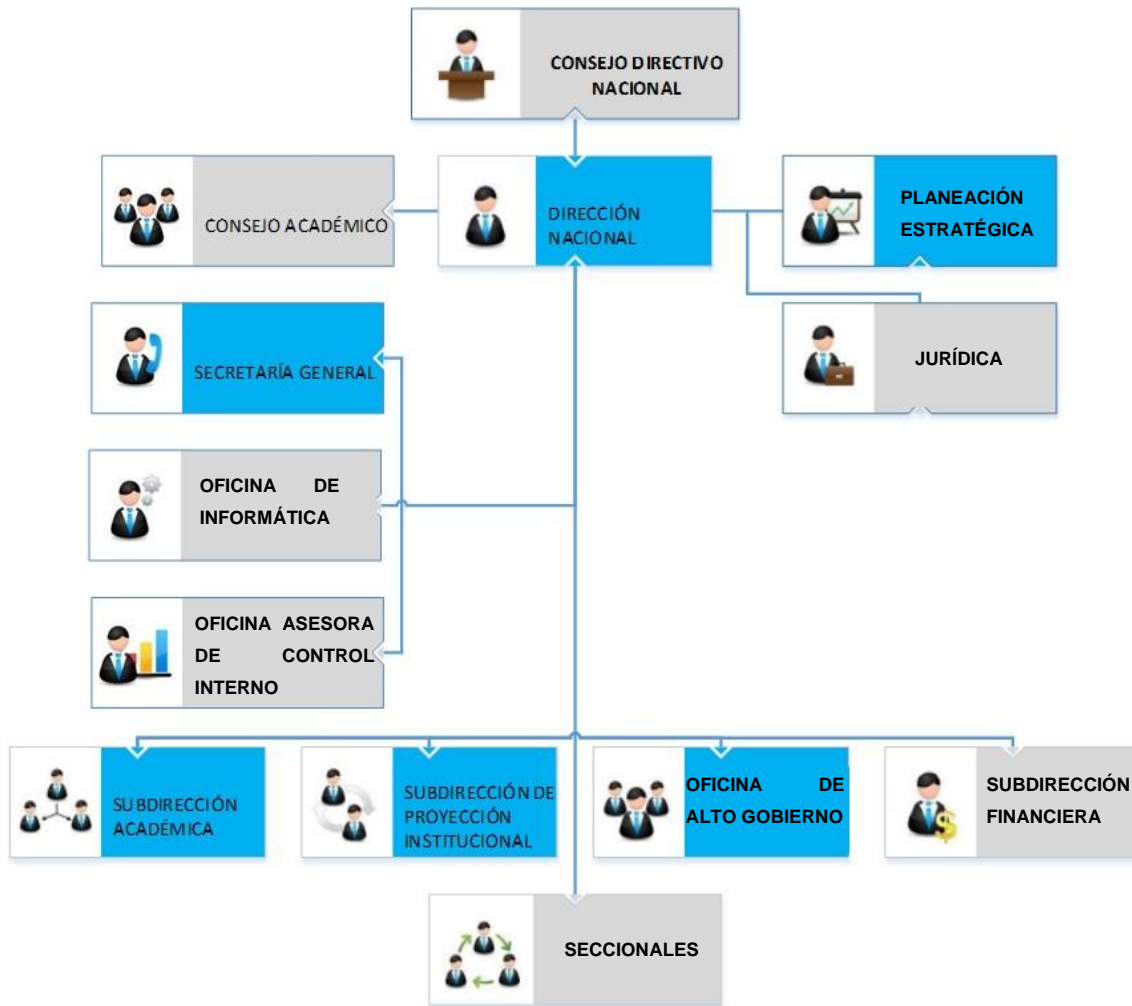 CONSEJO DIRECTIVO
NACIONAL
CONSEJO ACADÉMICO
DIRECCIÓN
NACIONAL
PLANEACIÓN
ESTRATÉGICA
JURÍDICA
SECRETARÍA GENERAL
OFICINA DE
INFORMÁTICA
OFICINA ASESORA
DE CONTROL
INTERNO
SUBDIRECCIÓN
ACADÉMICA
SUBDIRECCIÓN DE
PROYECCIÓN
INSTITUCIONAL
OFICINA DE
ALTO GOBIERNO
SUBDIRECCIÓN
FINANCIERA
SECCIONALES